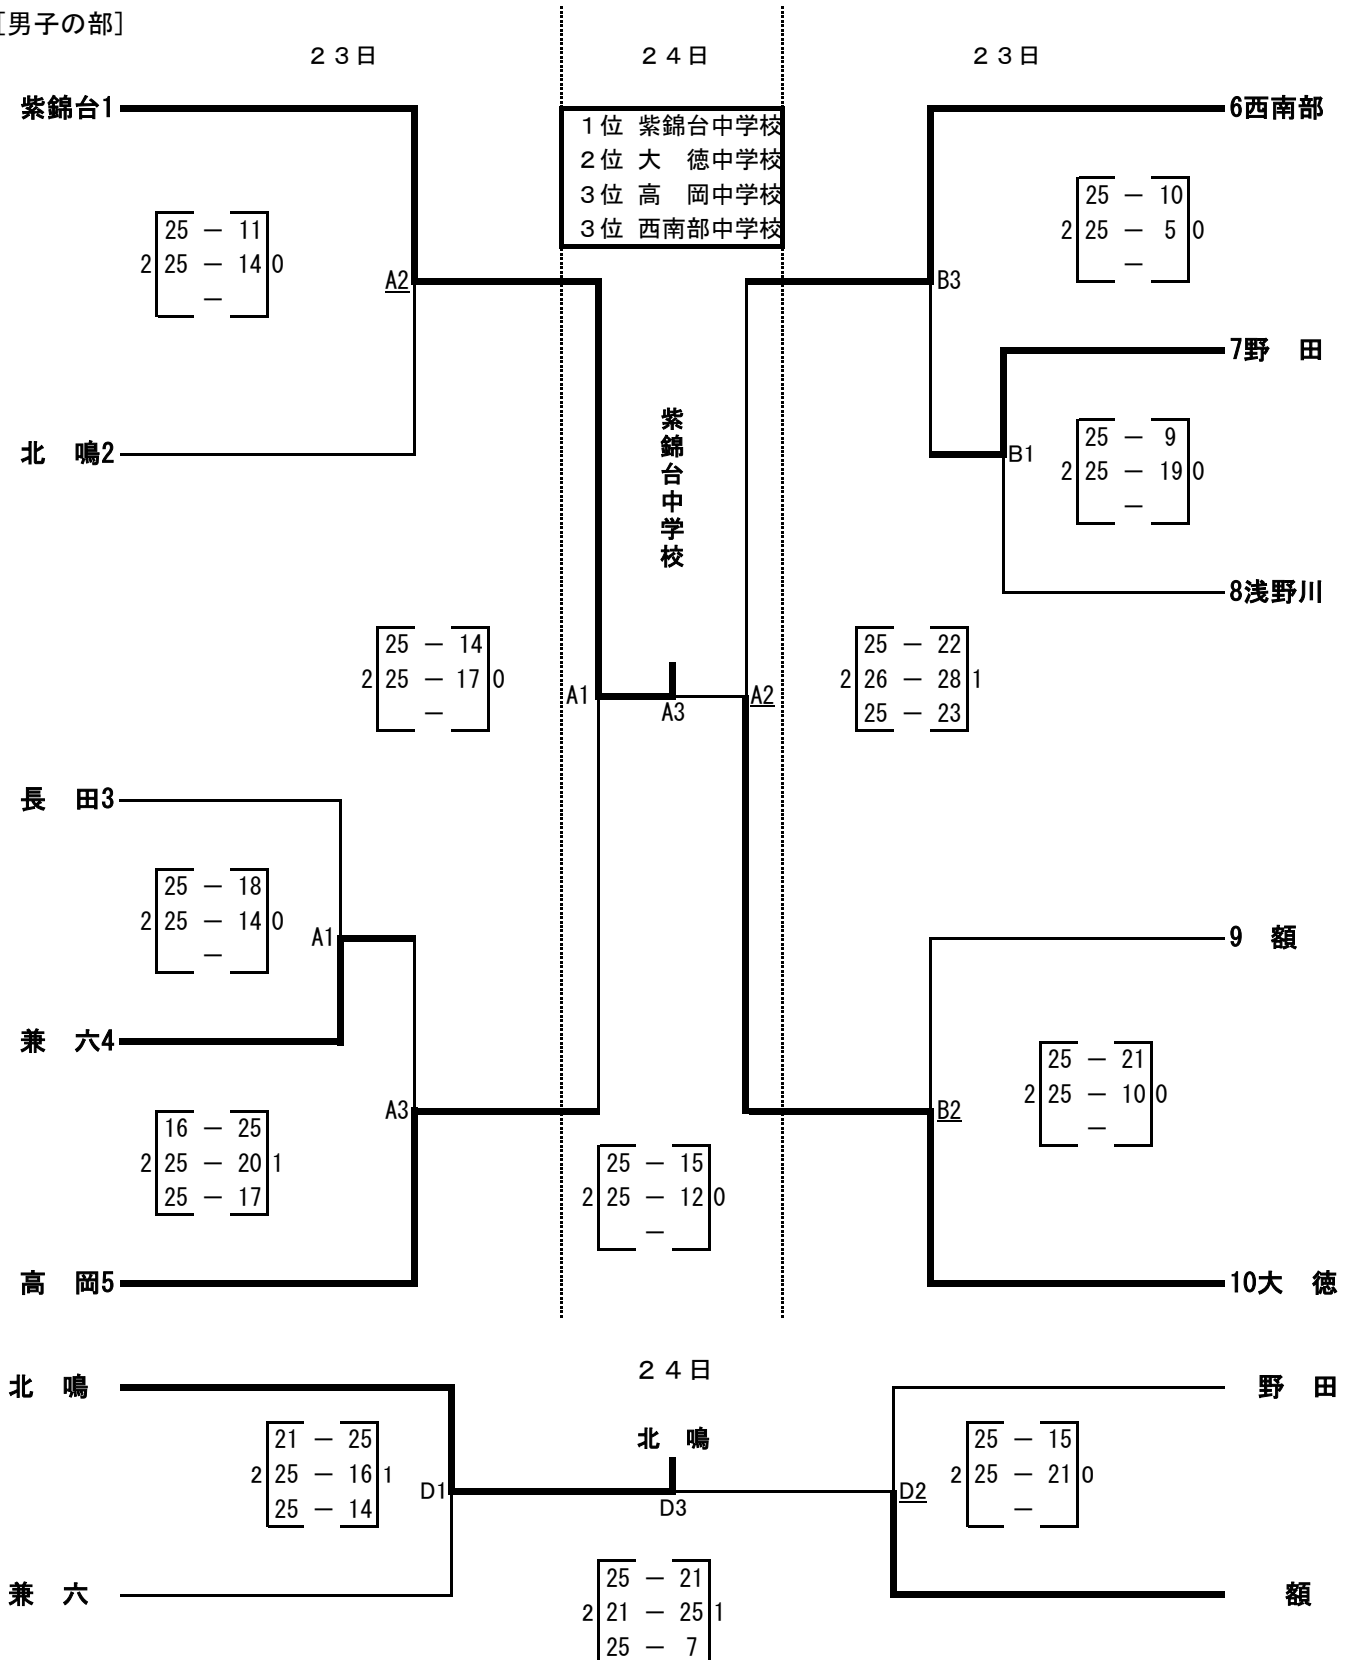 [男子の部]
２３日
２４日
２３日
紫錦台1
6西南部
1位 紫錦台中学校
2位 大　徳中学校
3位 高　岡中学校
3位 西南部中学校
25 － 10
2 25 － 5 0
－
25 － 11
2 25 － 14 0
－
A2
B3
7野　田
紫錦台中学校
北　鳴2
25 － 9
B1
2 25 － 19 0
－
8浅野川
25 － 14
2 25 － 17 0
－
25 － 22
2 26 － 28 1
25 － 23
A1
A3
A2
長　田3
25 － 18
2 25 － 14 0
－
A1
9　額
兼　六4
25 － 21
2 25 － 10 0
－
A3
B2
16 － 25
2 25 － 20 1
25 － 17
25 － 15
2 25 － 12 0
－
高　岡5
10大　徳
２４日
北　鳴
野　田
北　鳴
21 － 25
2 25 － 16 1
25 － 14
25 － 15
2 25 － 21 0
－
D1
D3
D2
兼　六
額
25 － 21
2 21 － 25 1
25 － 7